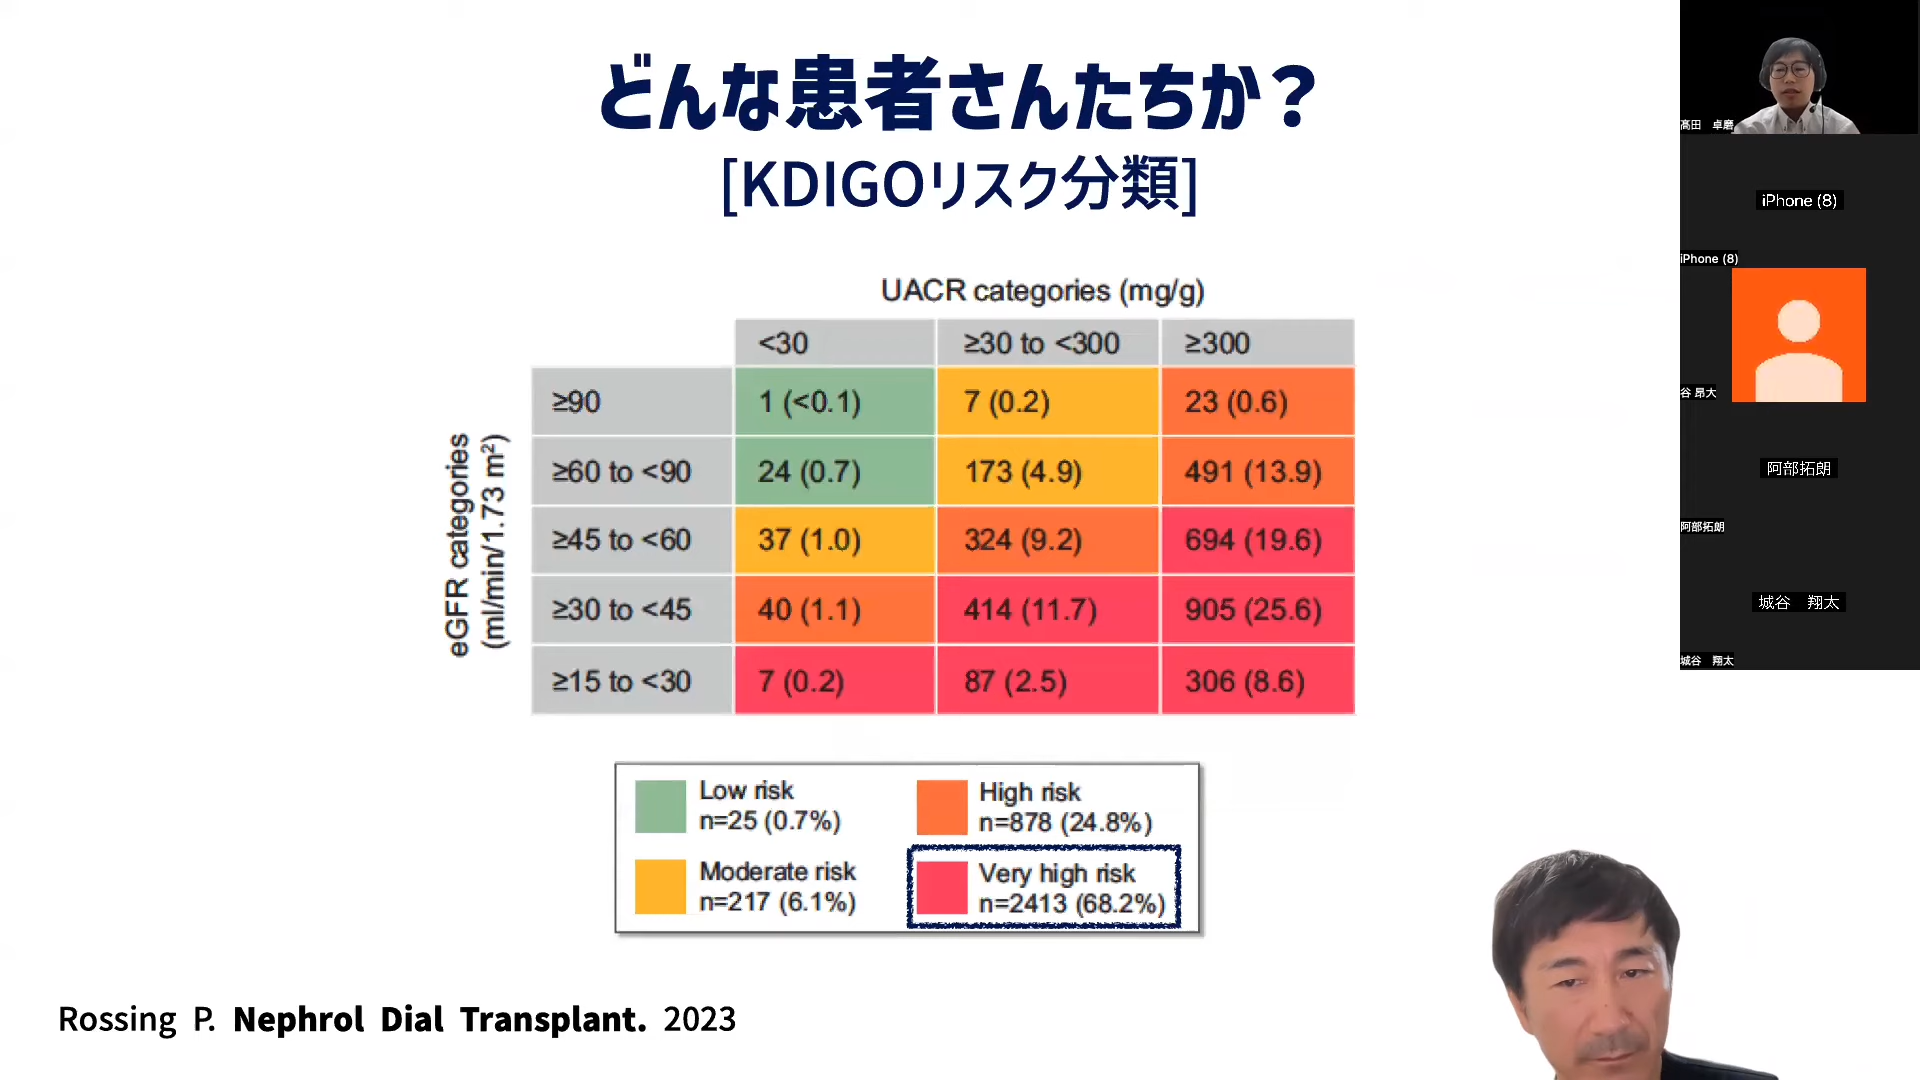 どんな患者さんたちか？
[KDIGOリスク分類]
UACR categories (mg/g)
<30 ≥30 to <300 ≥300
eGFR categories
(ml/min/1.73 m²)
≥90 1 (<0.1) 7 (0.2) 23 (0.6)
≥60 to <90 24 (0.7) 173 (4.9) 491 (13.9)
≥45 to <60 37 (1.0) 324 (9.2) 694 (19.6)
≥30 to <45 40 (1.1) 414 (11.7) 905 (25.6)
≥15 to <30 7 (0.2) 87 (2.5) 306 (8.6)
Low risk
n=25 (0.7%)
High risk
n=878 (24.8%)
Moderate risk
n=217 (6.1%)
Very high risk
n=2413 (68.2%)
Rossing P. Nephrol Dial Transplant. 2023
髙田 卓磨
iPhone (8)
iPhone (8)
谷 昂大
阿部拓朗
阿部拓朗
城谷 翔太
城谷 翔太